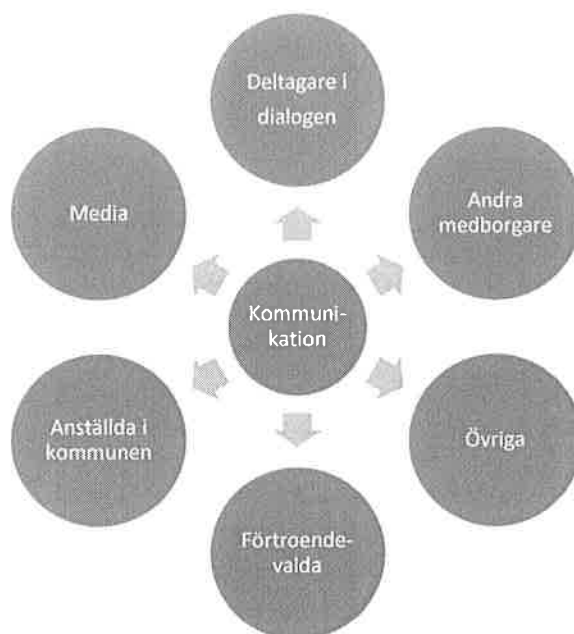 Deltagare i
dialogen
Andra
medborgare
Övriga
Förtroende-
valda
Anställda i
kommunen
Media
Kommuni-
kation